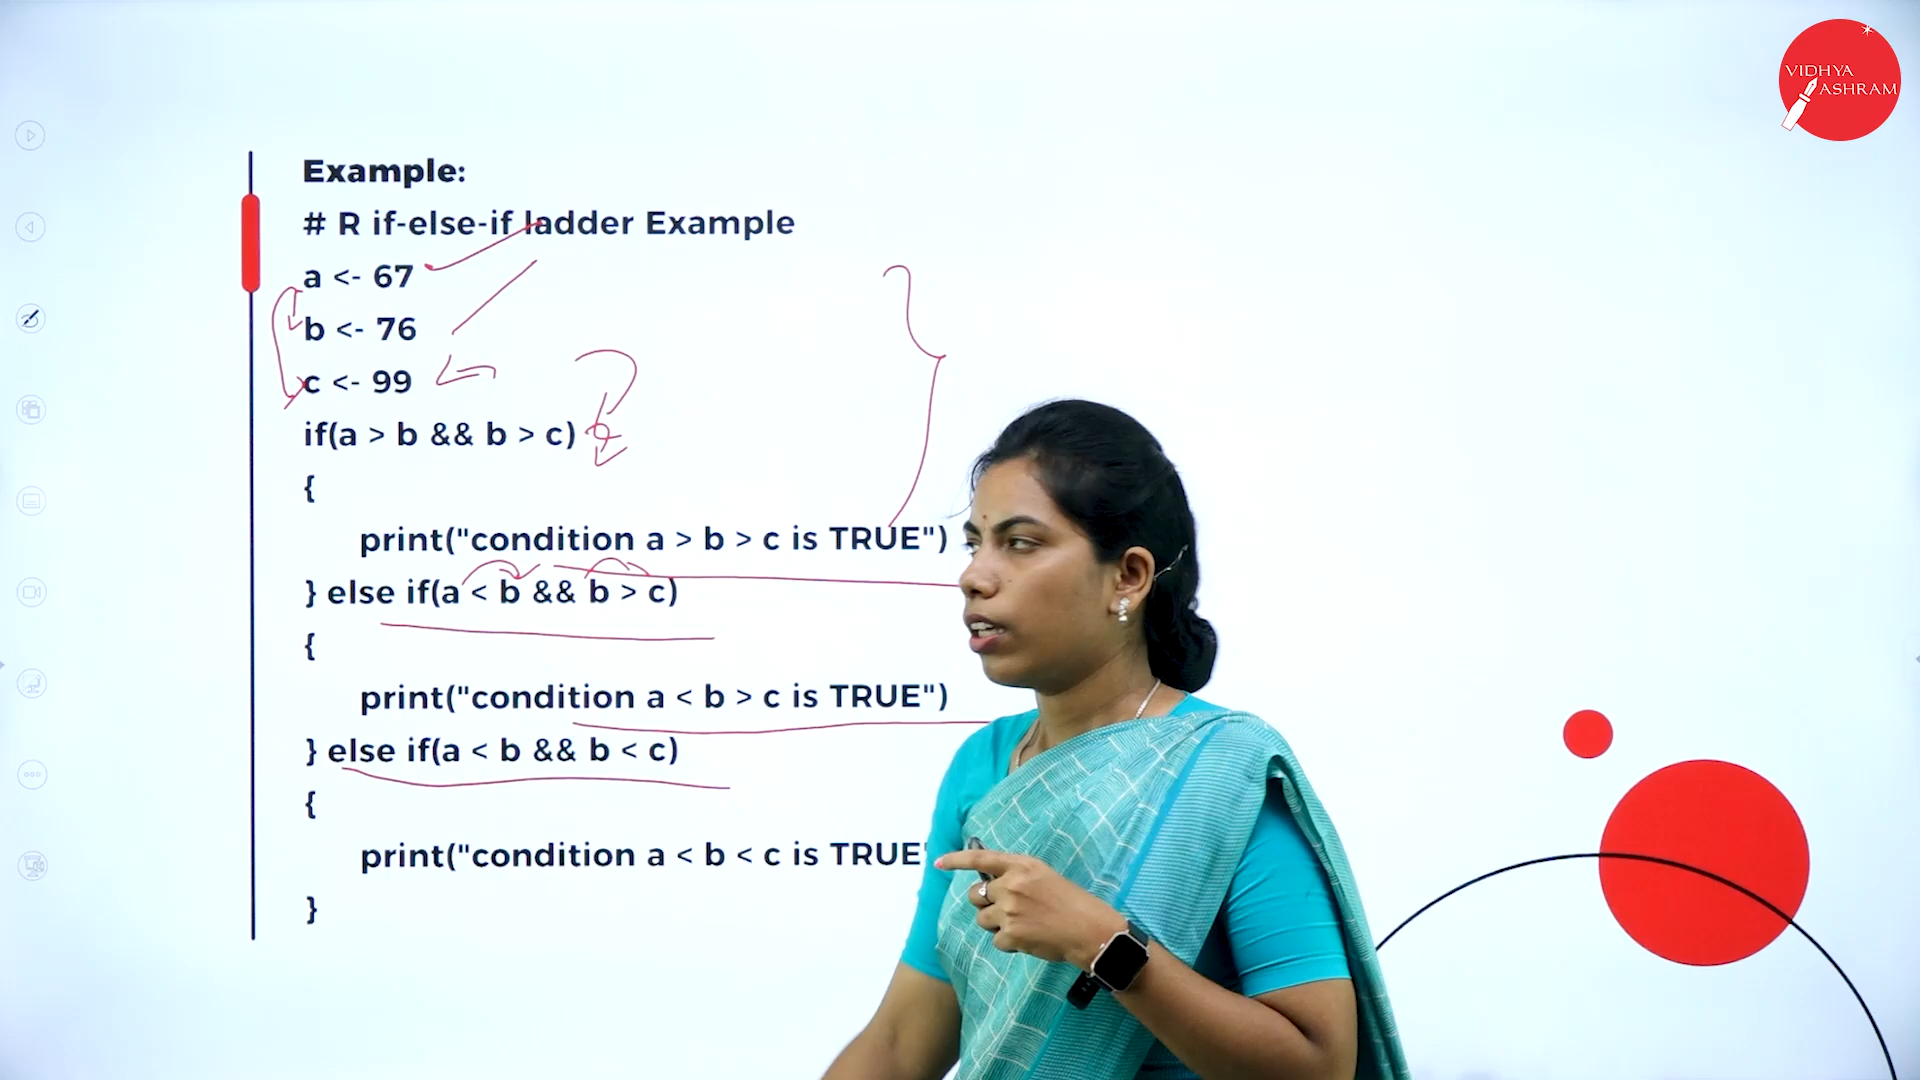 VIDHYA
ASHRAM
Example:
# R if-else-if ladder Example
a <- 67
b <- 76
c <- 99
if(a > b && b > c)
{
print("condition a > b > c is TRUE")
} else if(a < b && b > c)
{
print("condition a < b > c is TRUE")
} else if(a < b && b < c)
{
print("condition a < b < c is TRUE"
}